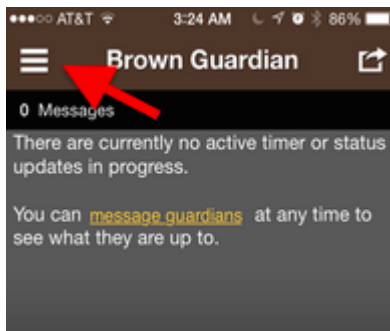 AT&T 3:24 AM 86%
Brown Guardian
0 Messages
There are currently no active timer or status
updates in progress.
You can message guardians at any time to
see what they are up to.